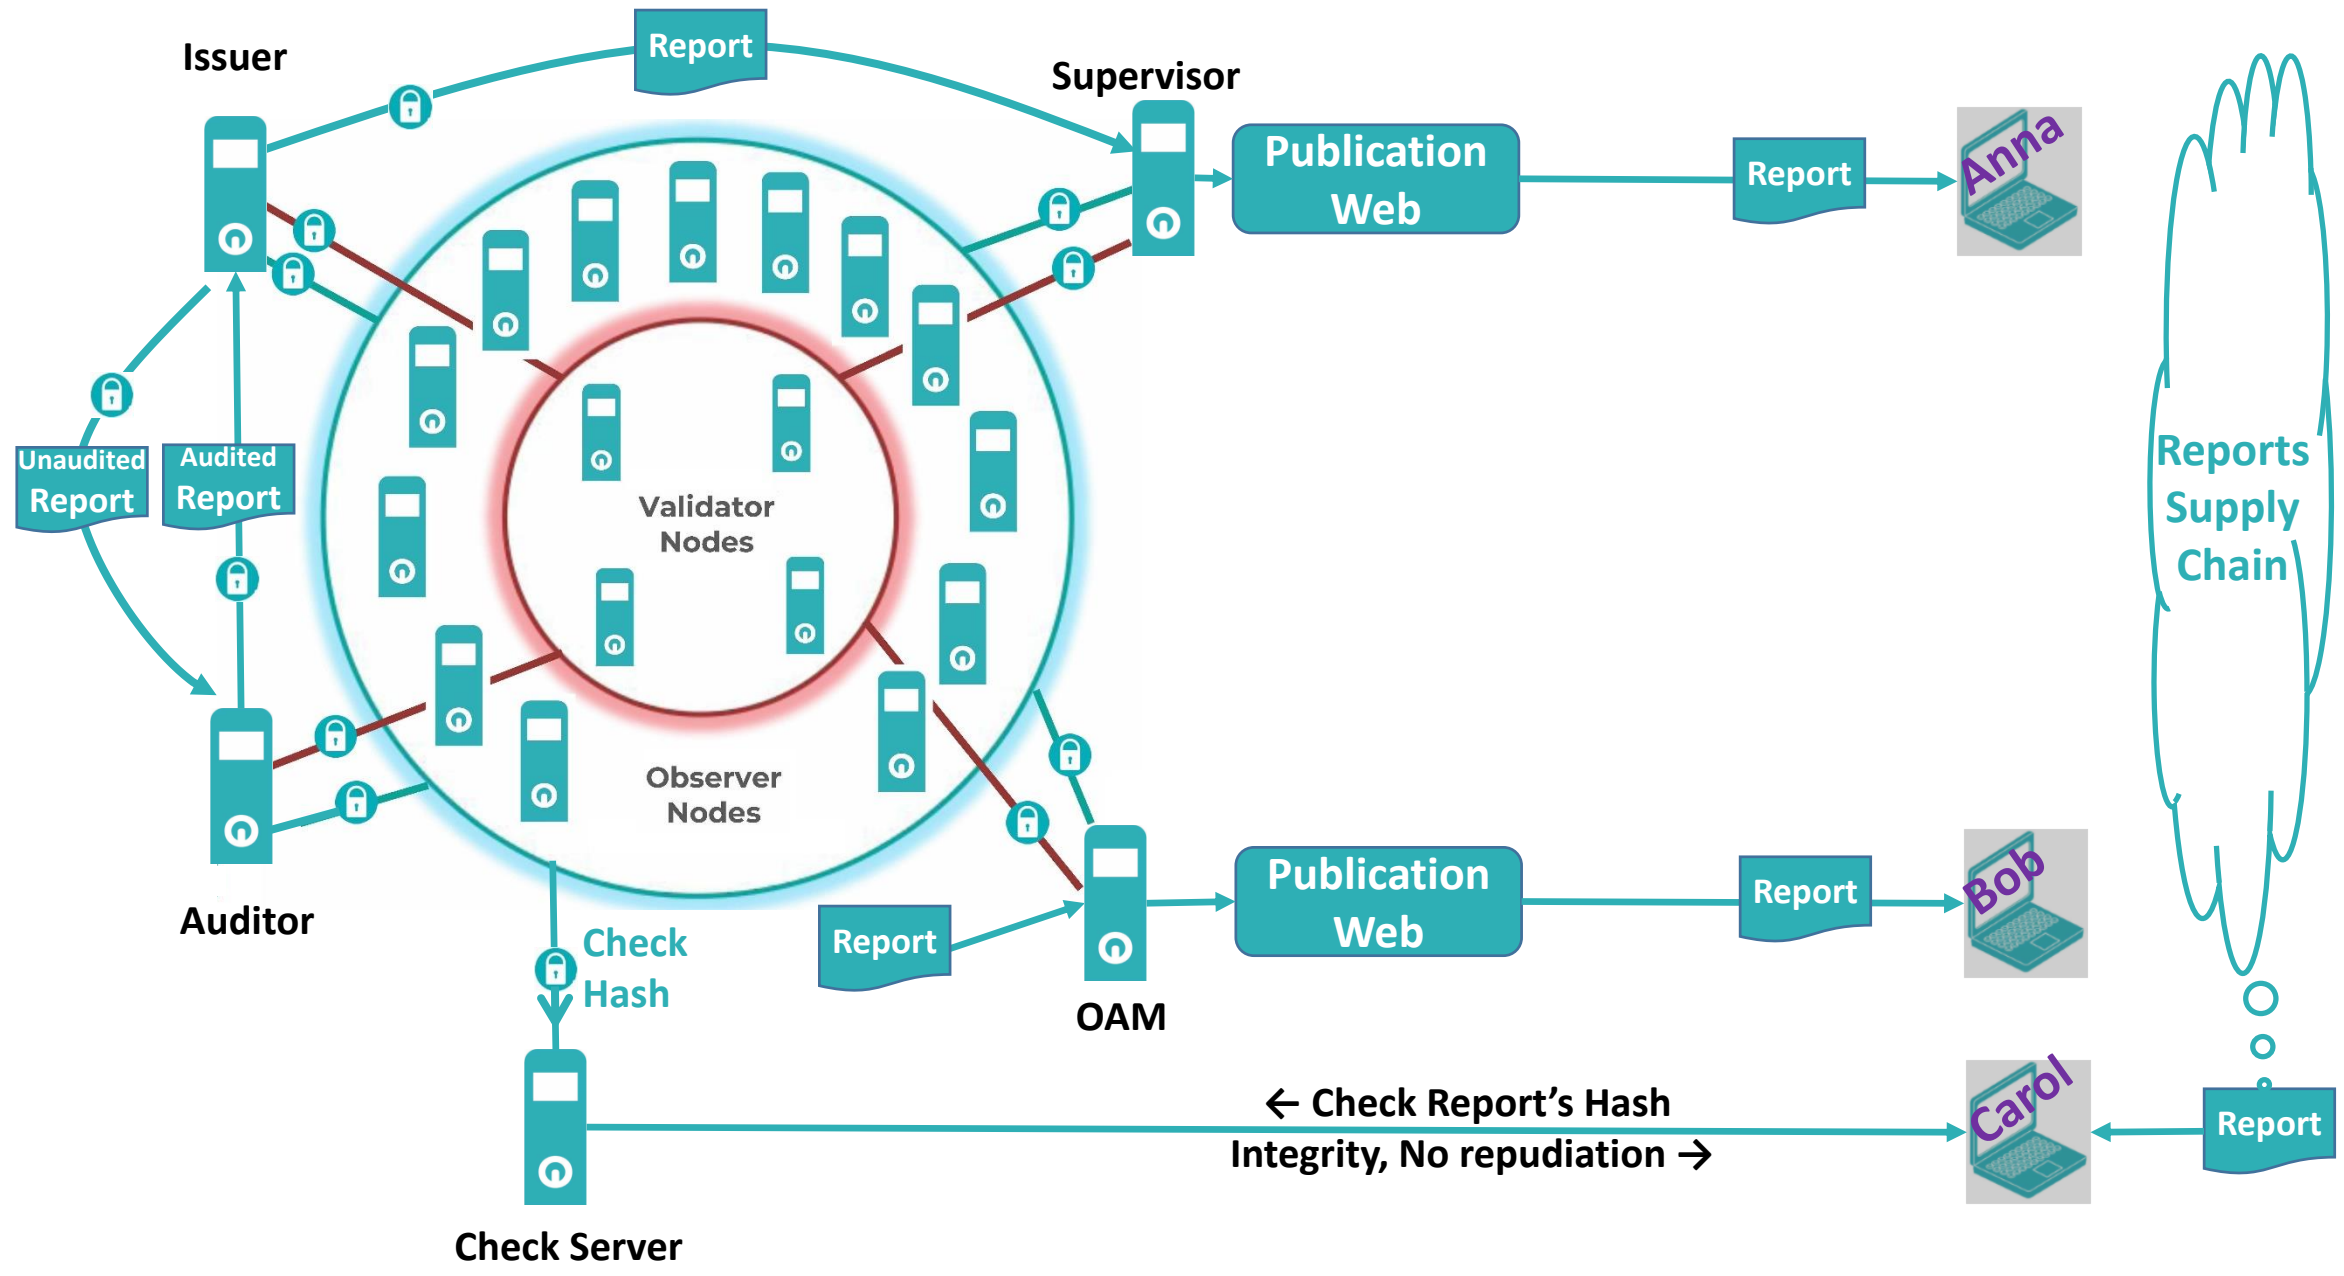 Issuer
Report
Supervisor
Publication
Web
Report
Anna
Unaudited
Report
Audited
Report
Validator
Nodes
Reports
Supply
Chain
Observer
Nodes
Auditor
Check
Hash
Report
OAM
Publication
Web
Report
Bob
← Check Report’s Hash
Integrity, No repudiation →
Carol
Report
Check Server